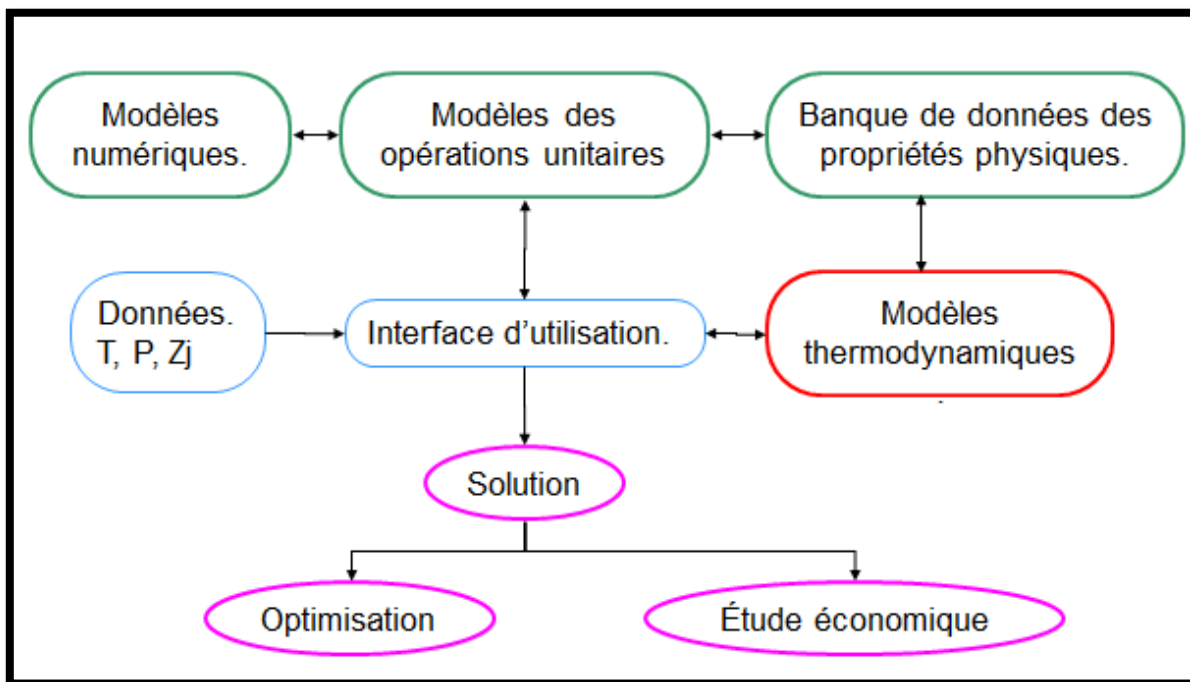 Modèles
numériques.
Modèles des
opérations unitaires
Banque de données des
propriétés physiques.
Données.
T, P, Zj
Interface d’utilisation.
Modèles
thermodynamiques
.
Solution
Optimisation
Étude économique